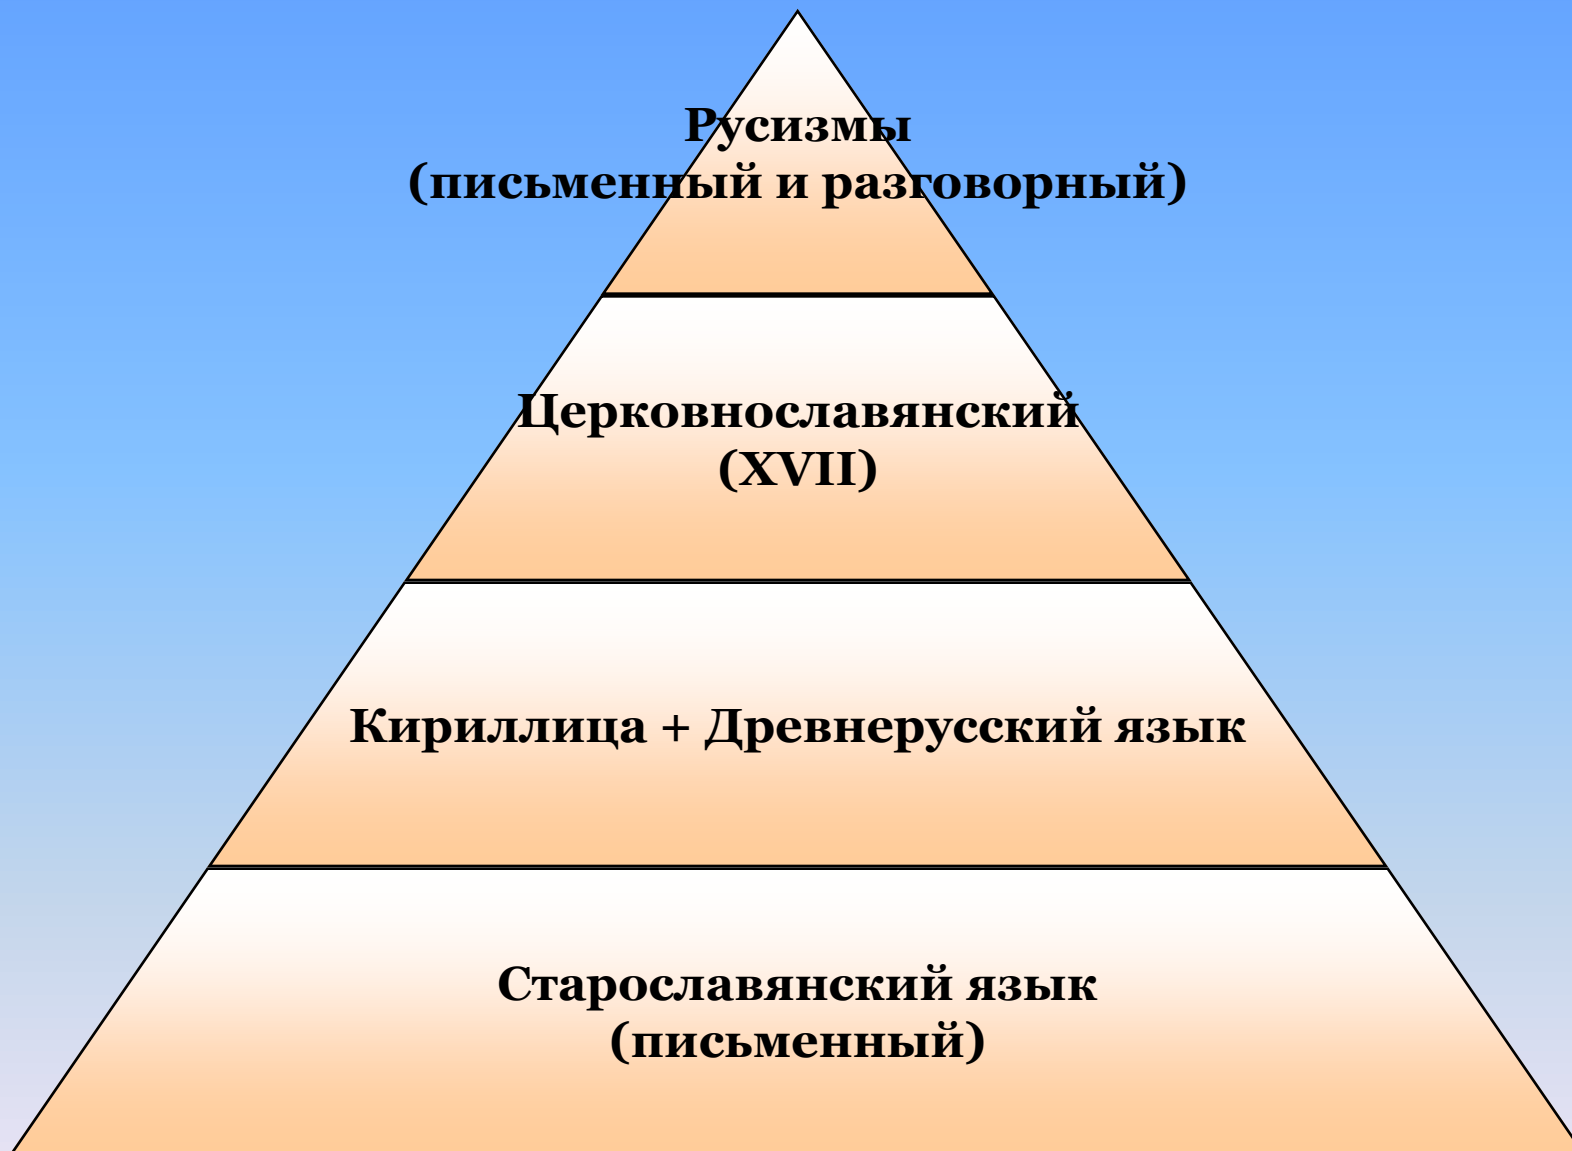 Русизмы
(письменный и разговорный)
Церковнославянский
(XVII)
Кириллица + Древнерусский язык
Старославянский язык
(письменный)